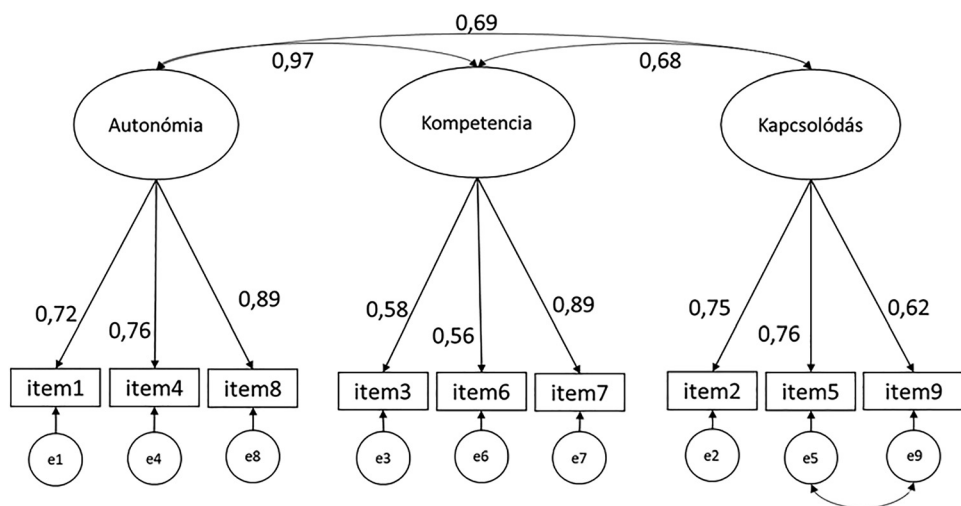 0,69
0,97
0,68
Autonómia
Kompetencia
Kapcsolódás
0,72
0,76
0,89
0,58
0,56
0,89
0,75
0,76
0,62
item1
item4
item8
item3
item6
item7
item2
item5
item9
e1
e4
e8
e3
e6
e7
e2
e5
e9